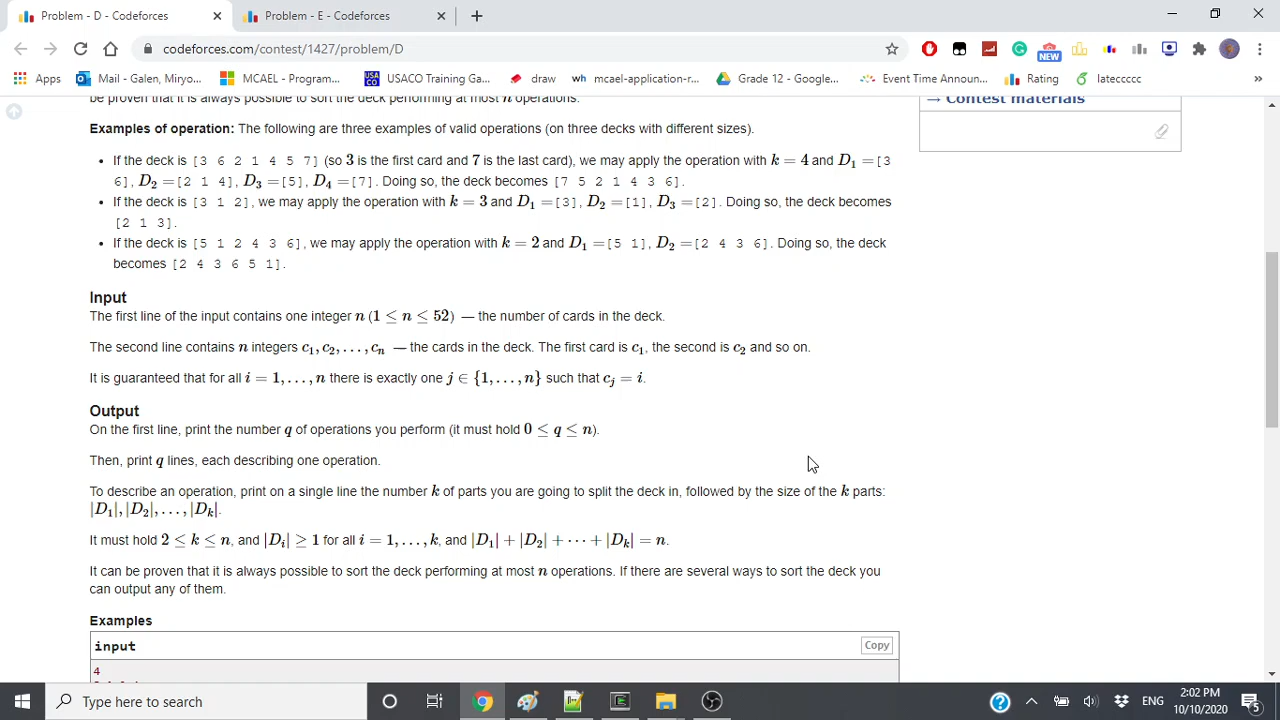 Problem - D - Codeforces
Problem - E - Codeforces
codeforces.com/contest/1427/problem/D
NEW
Apps
Mail - Galen, Miryo...
MCAEL - Program...
USACO Training Ga...
draw
wh mcael-application-r...
Grade 12 - Google...
Event Time Announ...
Rating
lateccccc
»
be proven that it is always possible to sort the deck performing at most n operations.
→ Contest materials
Examples of operation: The following are three examples of valid operations (on three decks with different sizes).
• If the deck is [3 6 2 1 4 5 7] (so 3 is the first card and 7 is the last card), we may apply the operation with k = 4 and D1 =[3
6], D2 =[2 1 4], D3 =[5], D4 =[7]. Doing so, the deck becomes [7 5 2 1 4 3 6].
• If the deck is [3 1 2], we may apply the operation with k = 3 and D1 =[3], D2 =[1], D3 =[2]. Doing so, the deck becomes
[2 1 3].
• If the deck is [5 1 2 4 3 6], we may apply the operation with k = 2 and D1 =[5 1], D2 =[2 4 3 6]. Doing so, the deck
becomes [2 4 3 6 5 1].
Input
The first line of the input contains one integer n (1 ≤ n ≤ 52) — the number of cards in the deck.
The second line contains n integers c1, c2, ..., cn — the cards in the deck. The first card is c1, the second is c2 and so on.
It is guaranteed that for all i = 1, ..., n there is exactly one j ∈ {1, ..., n} such that cj = i.
Output
On the first line, print the number q of operations you perform (it must hold 0 ≤ q ≤ n).
Then, print q lines, each describing one operation.
To describe an operation, print on a single line the number k of parts you are going to split the deck in, followed by the size of the k parts:
|D1|, |D2|, ..., |Dk|.
It must hold 2 ≤ k ≤ n, and |Di| ≥ 1 for all i = 1, ..., k, and |D1| + |D2| + ··· + |Dk| = n.
It can be proven that it is always possible to sort the deck performing at most n operations. If there are several ways to sort the deck you
can output any of them.
Examples
input
Copy
4
Type here to search
ENG
2:02 PM
10/10/2020
5